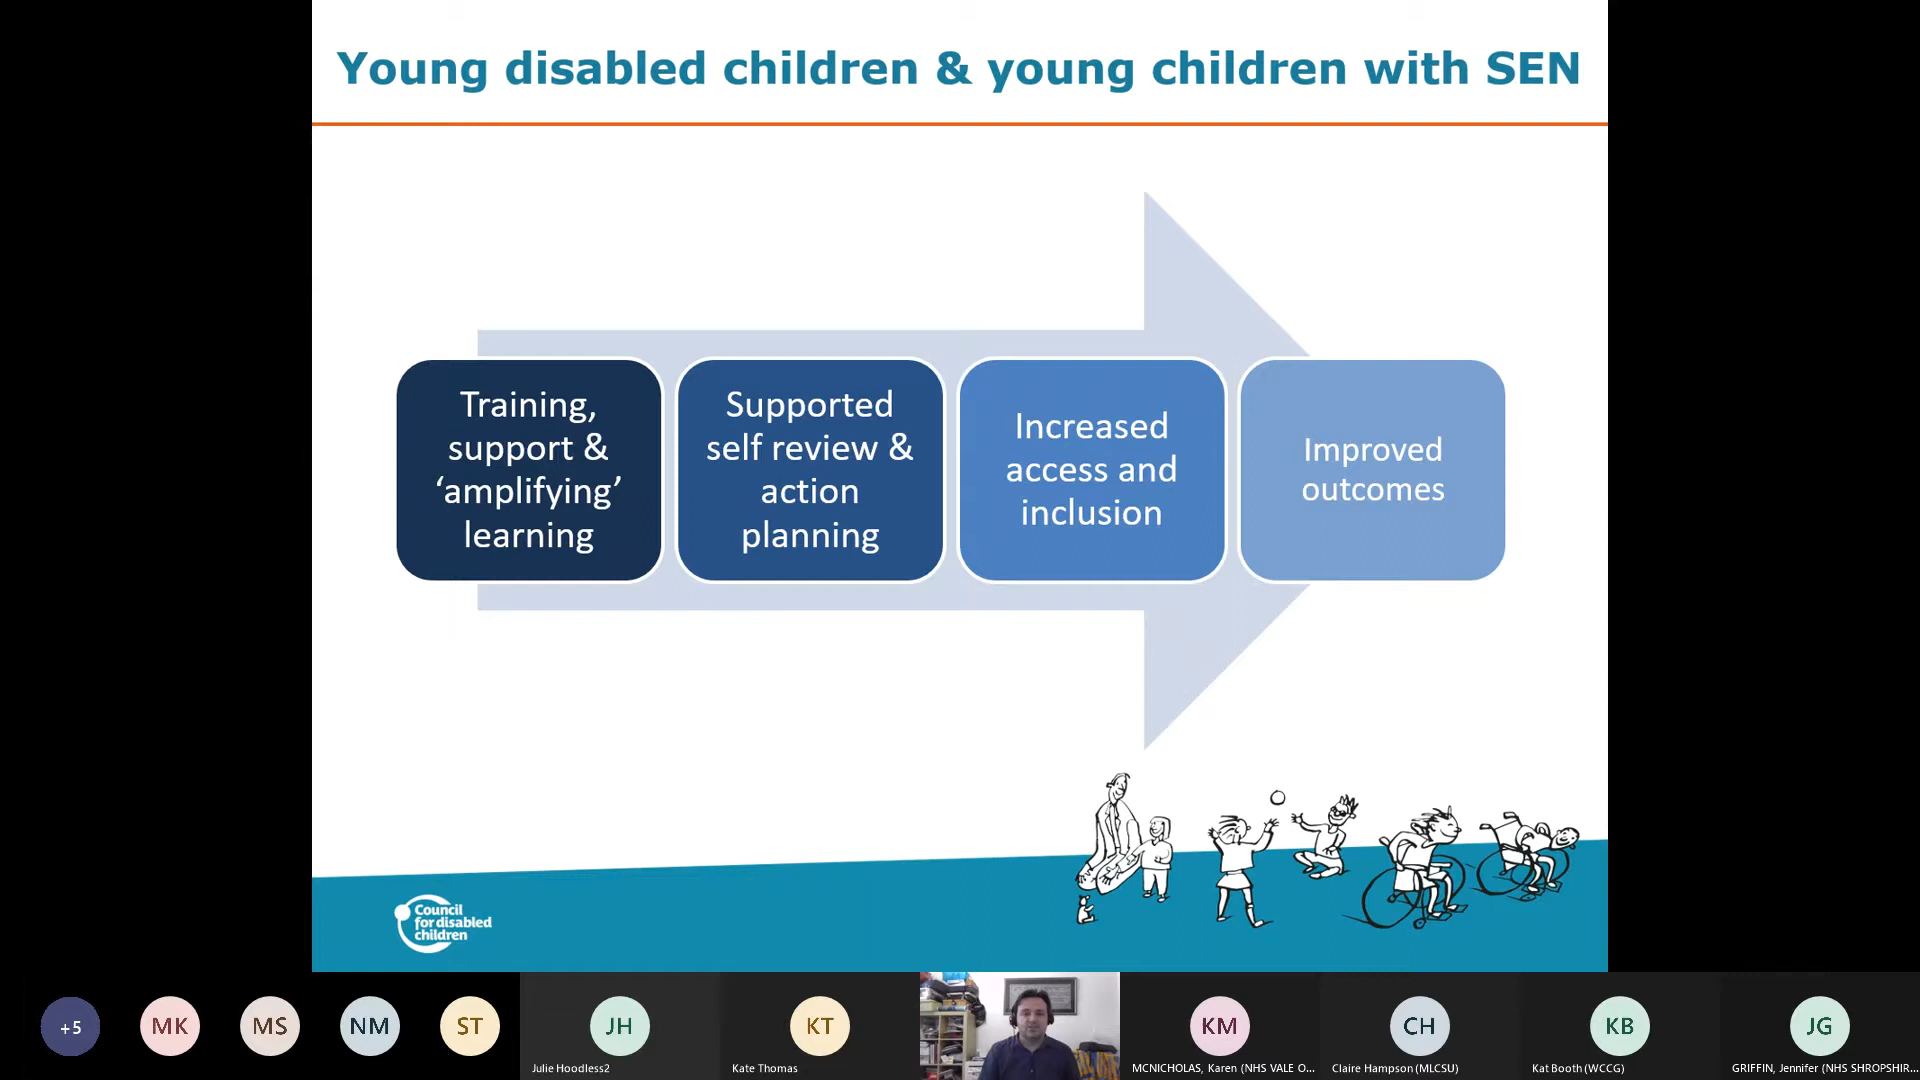 Young disabled children & young children with SEN
Training,
support &
‘amplifying’
learning
Supported
self review &
action
planning
Increased
access and
inclusion
Improved
outcomes
Council
for disabled
children
+5
MK
MS
NM
ST
JH
Julie Hoodless2
KT
Kate Thomas
KM
MCNICHOLAS, Karen (NHS VALE O...
CH
Claire Hampson (MLCSU)
KB
Kat Booth (WCCG)
JG
GRIFFIN, Jennifer (NHS SHROPSHIR...